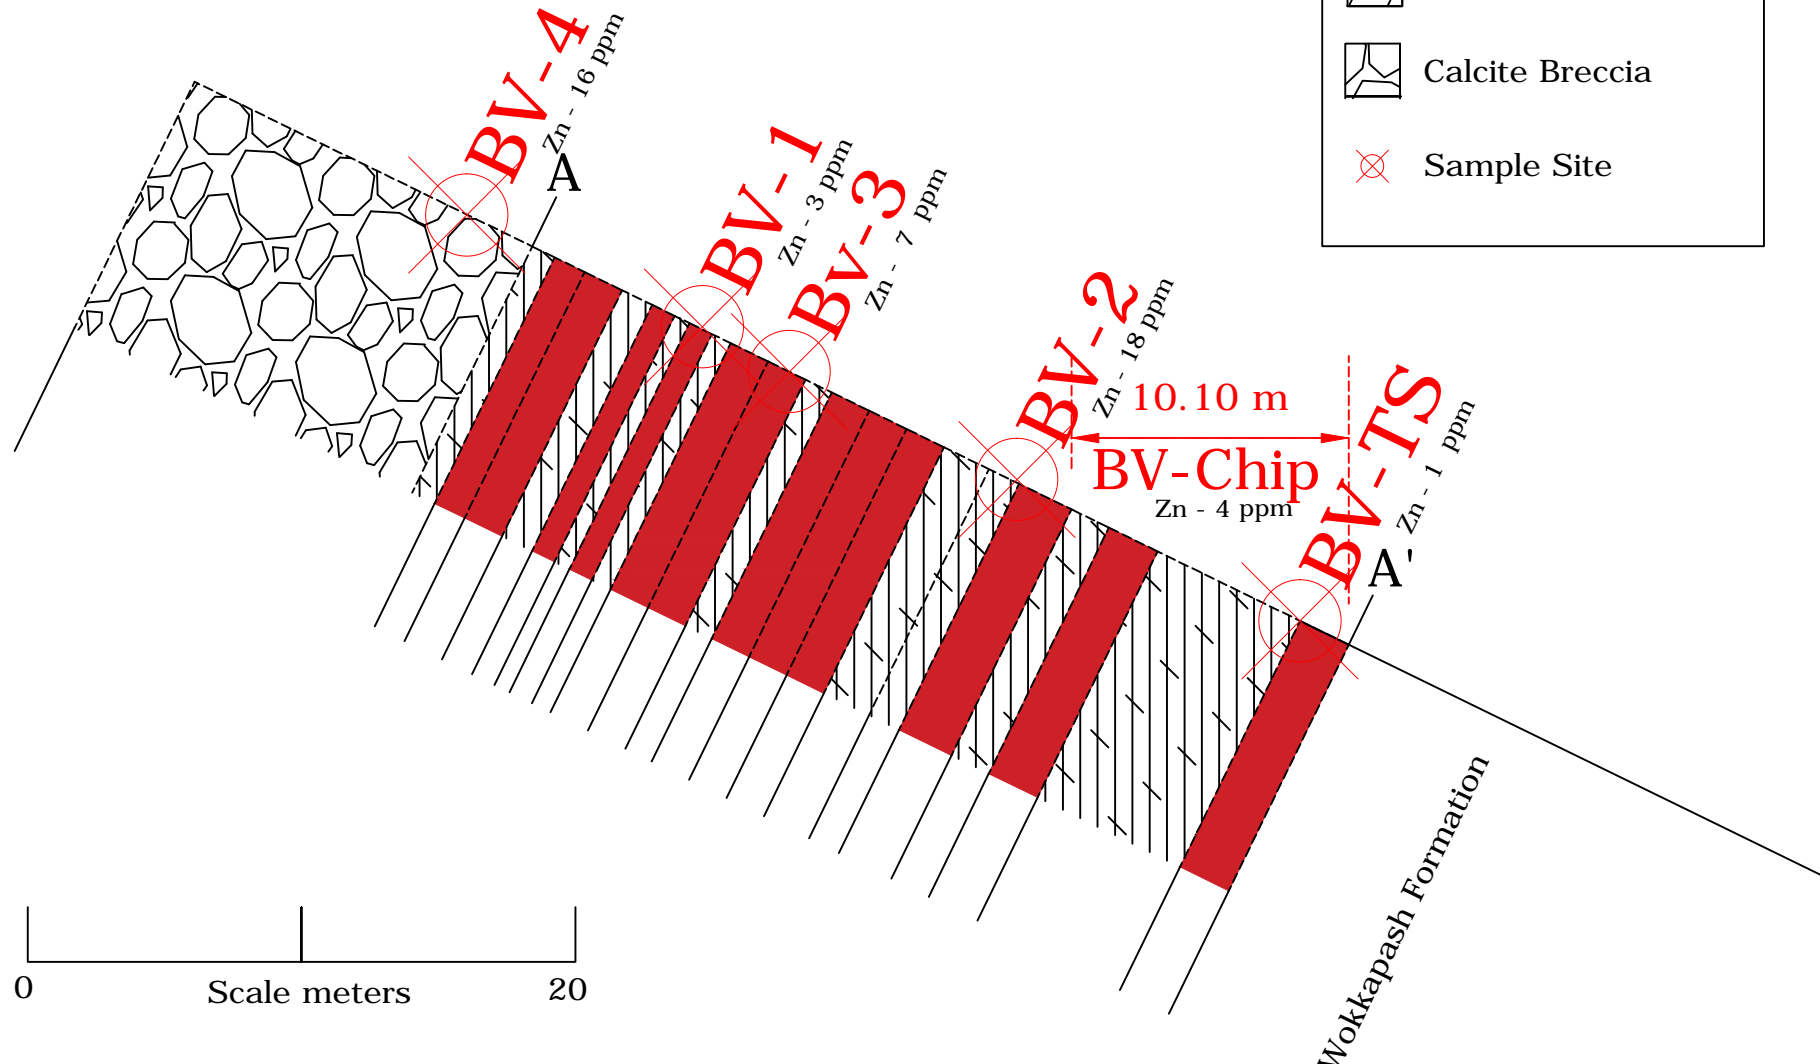 BV-4
Zn - 16 ppm
A
BV-1
Zn - 3 ppm
Bv-3
Zn - 7 ppm
BV-2
Zn - 18 ppm
10.10 m
BV-Chip
Zn - 4 ppm
BV-TS
Zn - 1 ppm
A'
Calcite Breccia
Sample Site
Wokkapash Formation
0
Scale meters
20